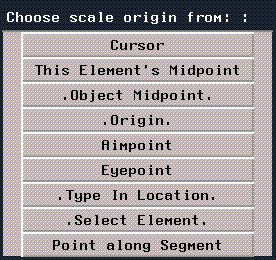 Choose scale origin from: :
Cursor
This Element's Midpoint
.Object Midpoint.
.Origin.
Aimpoint
Eyepoint
.Type In Location.
.Select Element.
Point along Segment